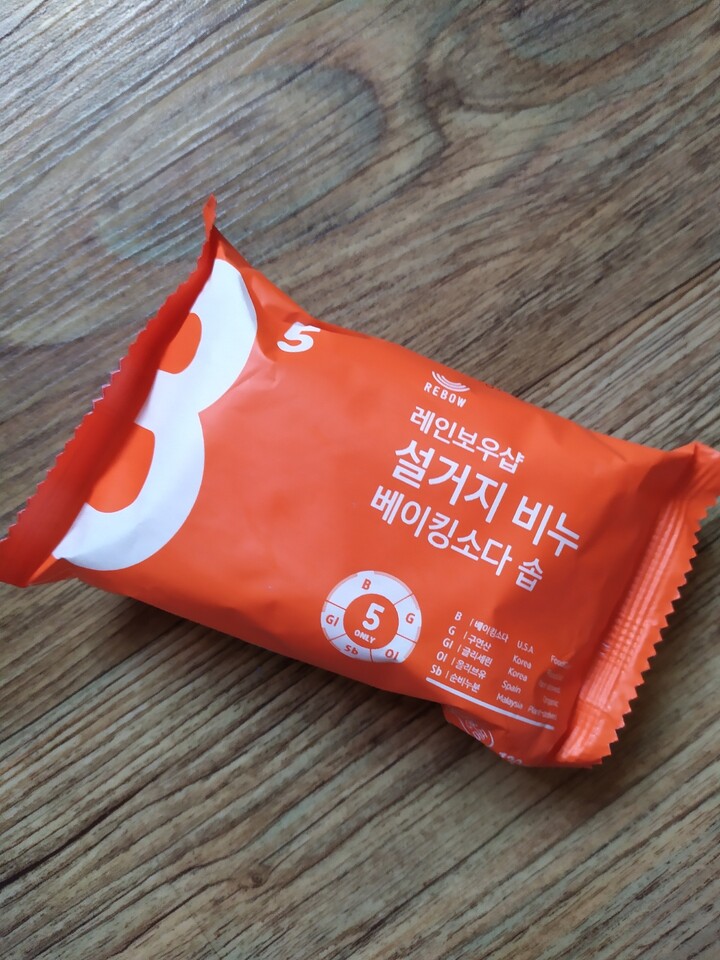 B
5
REBOW
레인보우샵
설거지 비누
베이킹소다 숍
B
G
Ol
Sb
Gl
5
ONLY
B | 베이킹소다 U.S.A
G | 구연산 Korea
Gl | 글리세린 Korea
Ol | 올리브유 Spain
Sb | 순비누분 Malaysia